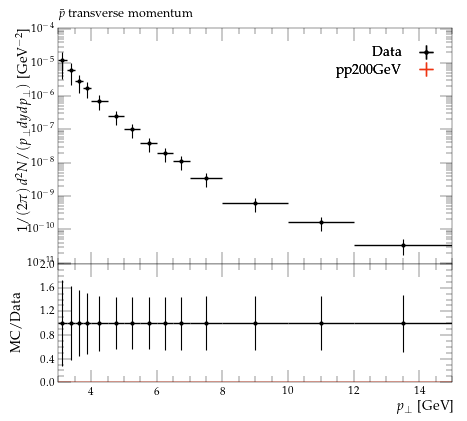 p̄ transverse momentum
1/(2π) d²N/(p⊥dydp⊥) [GeV⁻²]
10⁻⁴
Data
pp200GeV
10⁻⁵
10⁻⁶
10⁻⁷
10⁻⁸
10⁻⁹
10⁻¹⁰
10⁻¹¹
MC/Data
2.0
1.6
1.2
0.8
0.4
0.0
4 6 8 10 12 14
p⊥ [GeV]